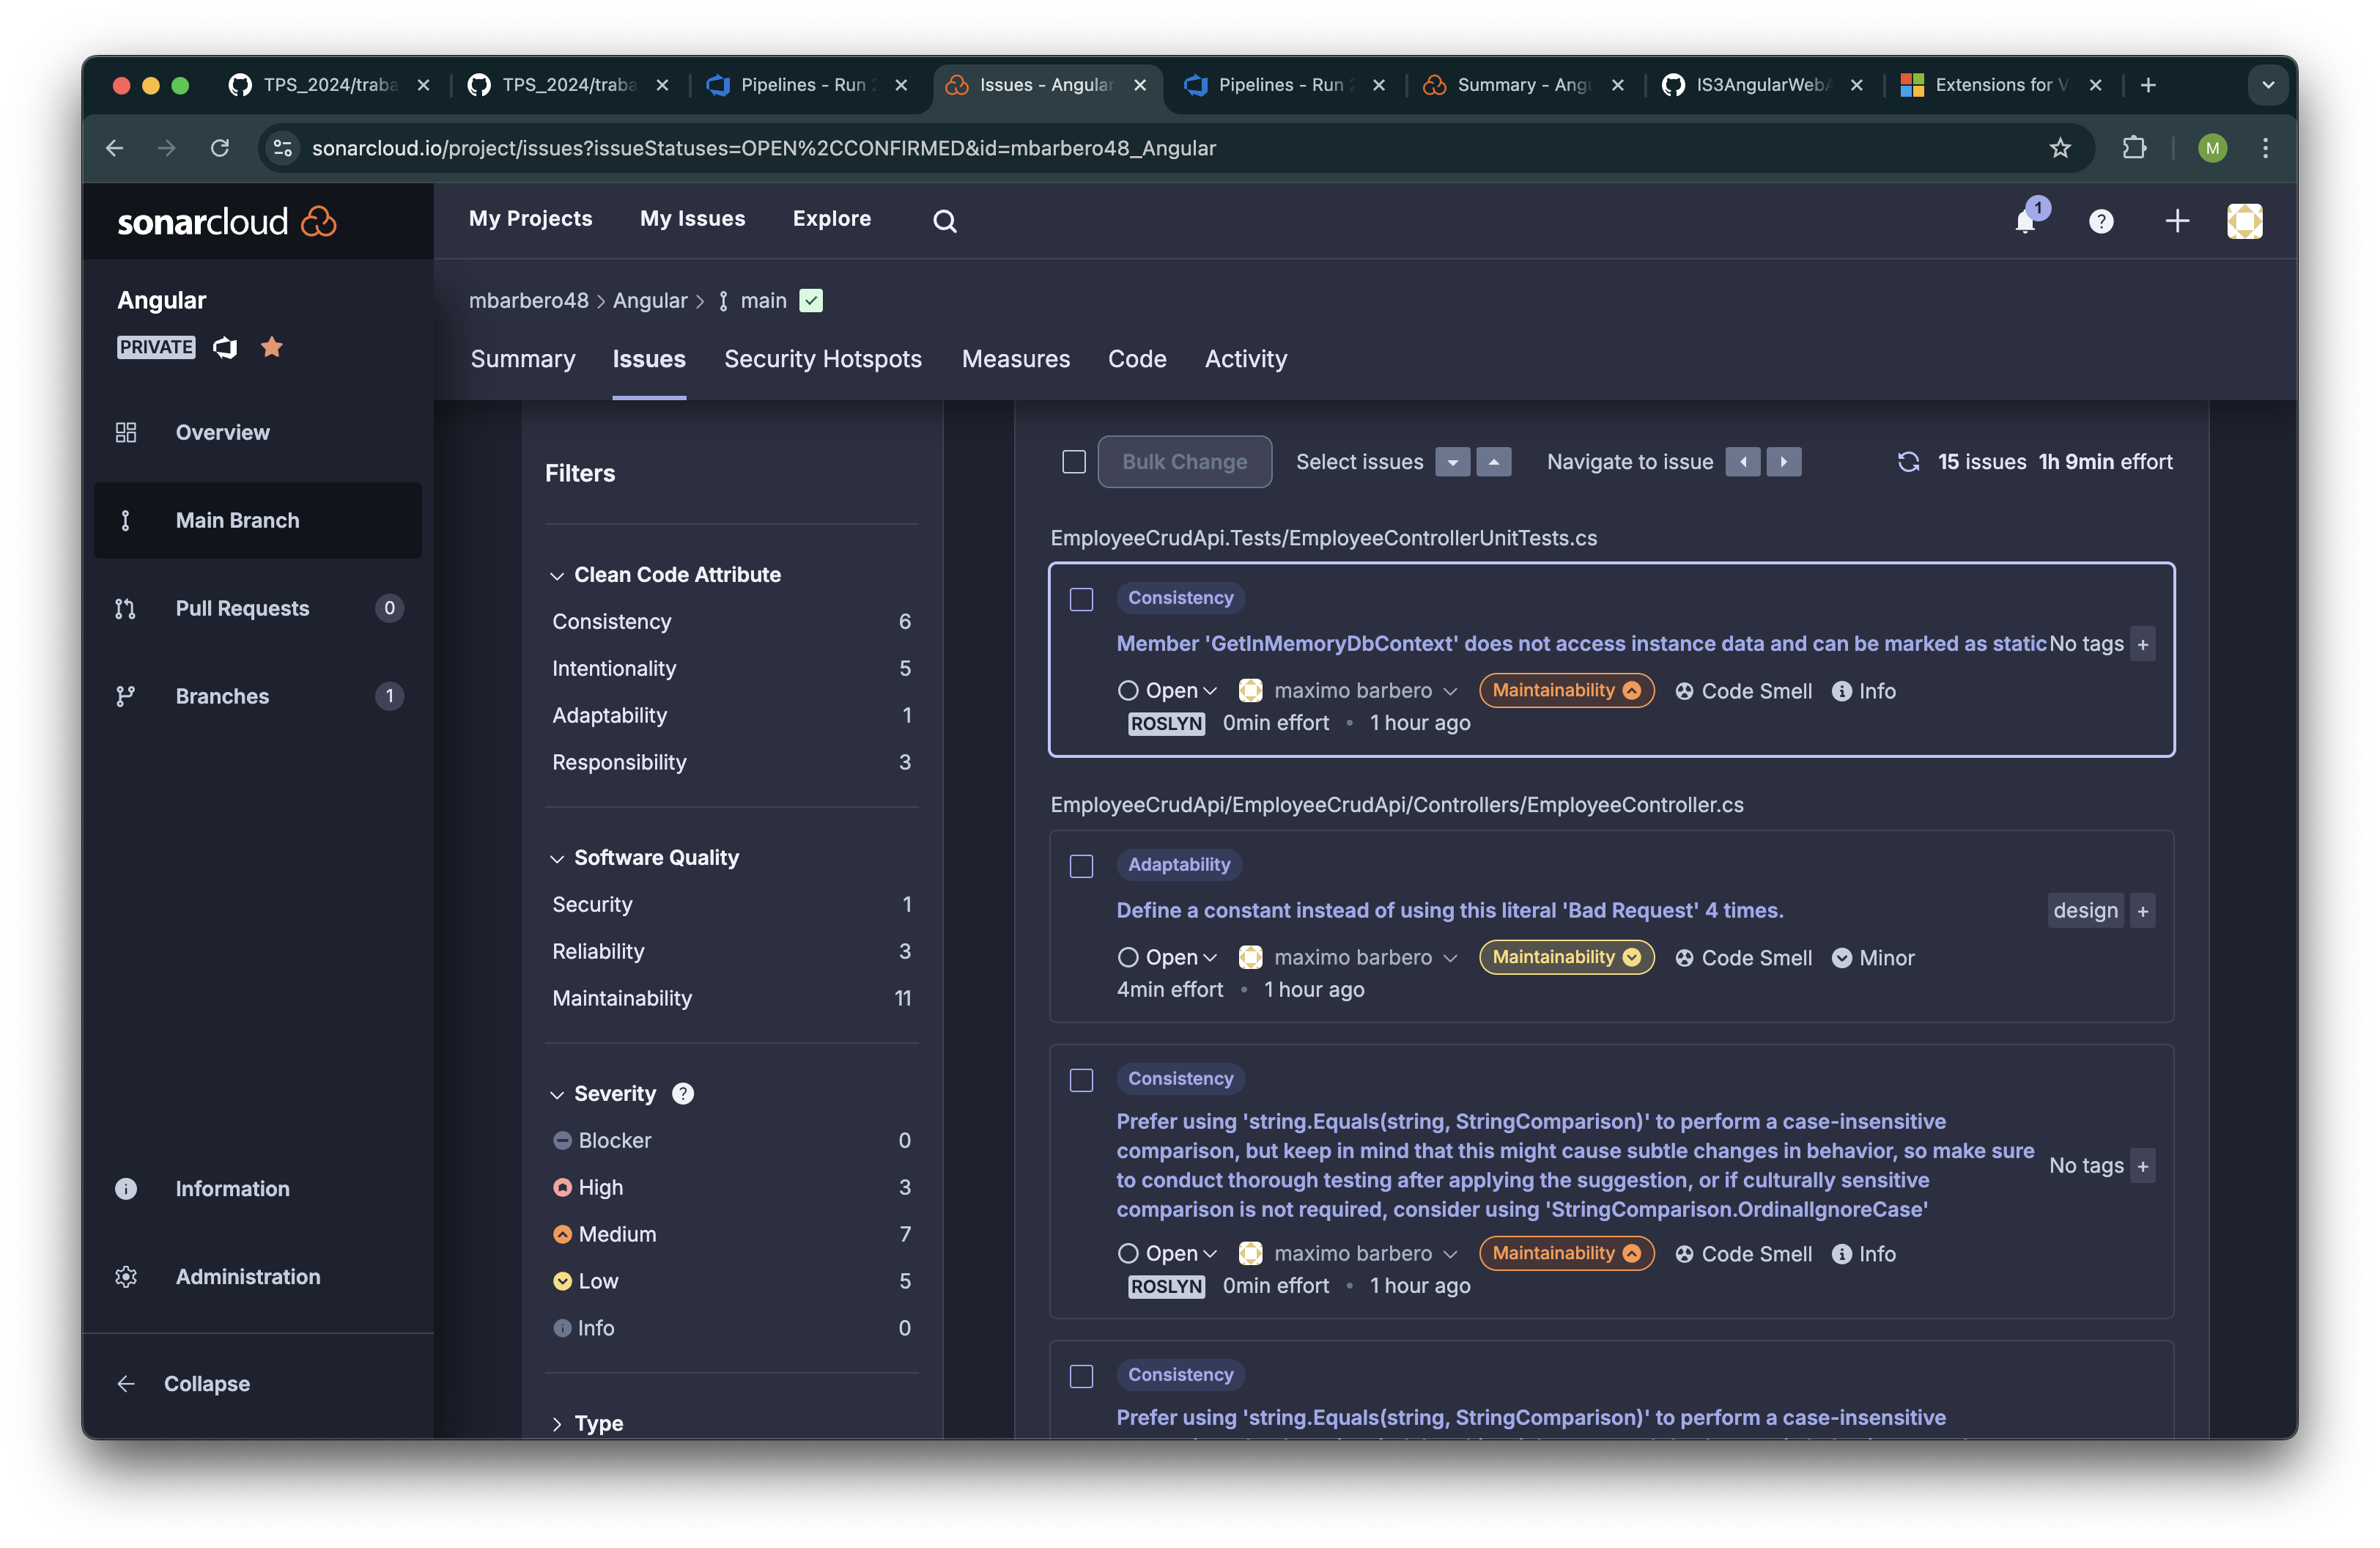 TPS_2024/traba
TPS_2024/traba
Pipelines - Run 2
Issues - Angular
Pipelines - Run 2
Summary - Angu
IS3AngularWebA
Extensions for V
sonarcloud.io/project/issues?issueStatuses=OPEN%2CCONFIRMED&id=mbarbero48_Angular
M
sonarcloud
My Projects
My Issues
Explore
1
Angular
PRIVATE
mbarbero48 > Angular > main
Summary
Issues
Security Hotspots
Measures
Code
Activity
Overview
Main Branch
Pull Requests 0
Branches 1
Information
Administration
Collapse
Filters
Clean Code Attribute
Consistency 6
Intentionality 5
Adaptability 1
Responsibility 3
Software Quality
Security 1
Reliability 3
Maintainability 11
Severity ?
Blocker 0
High 3
Medium 7
Low 5
Info 0
Type
Bulk Change
Select issues
Navigate to issue
15 issues 1h 9min effort
EmployeeCrudApi.Tests/EmployeeControllerUnitTests.cs
Consistency
Member 'GetInMemoryDbContext' does not access instance data and can be marked as static No tags +
Open maximo barbero Maintainability Code Smell Info
ROSLYN 0min effort • 1 hour ago
EmployeeCrudApi/EmployeeCrudApi/Controllers/EmployeeController.cs
Adaptability
Define a constant instead of using this literal 'Bad Request' 4 times. design +
Open maximo barbero Maintainability Code Smell Minor
4min effort • 1 hour ago
Consistency
Prefer using 'string.Equals(string, StringComparison)' to perform a case-insensitive
comparison, but keep in mind that this might cause subtle changes in behavior, so make sure
to conduct thorough testing after applying the suggestion, or if culturally sensitive
comparison is not required, consider using 'StringComparison.OrdinalIgnoreCase'
No tags +
Open maximo barbero Maintainability Code Smell Info
ROSLYN 0min effort • 1 hour ago
Consistency
Prefer using 'string.Equals(string, StringComparison)' to perform a case-insensitive